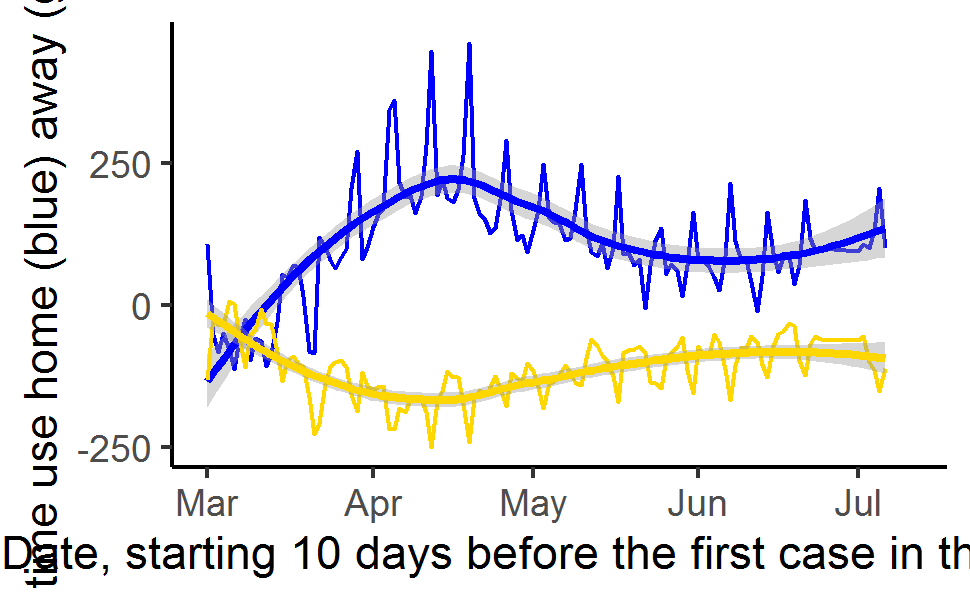 time use home (blue) away (
250
0
-250
Mar Apr May Jun Jul
Date, starting 10 days before the first case in th